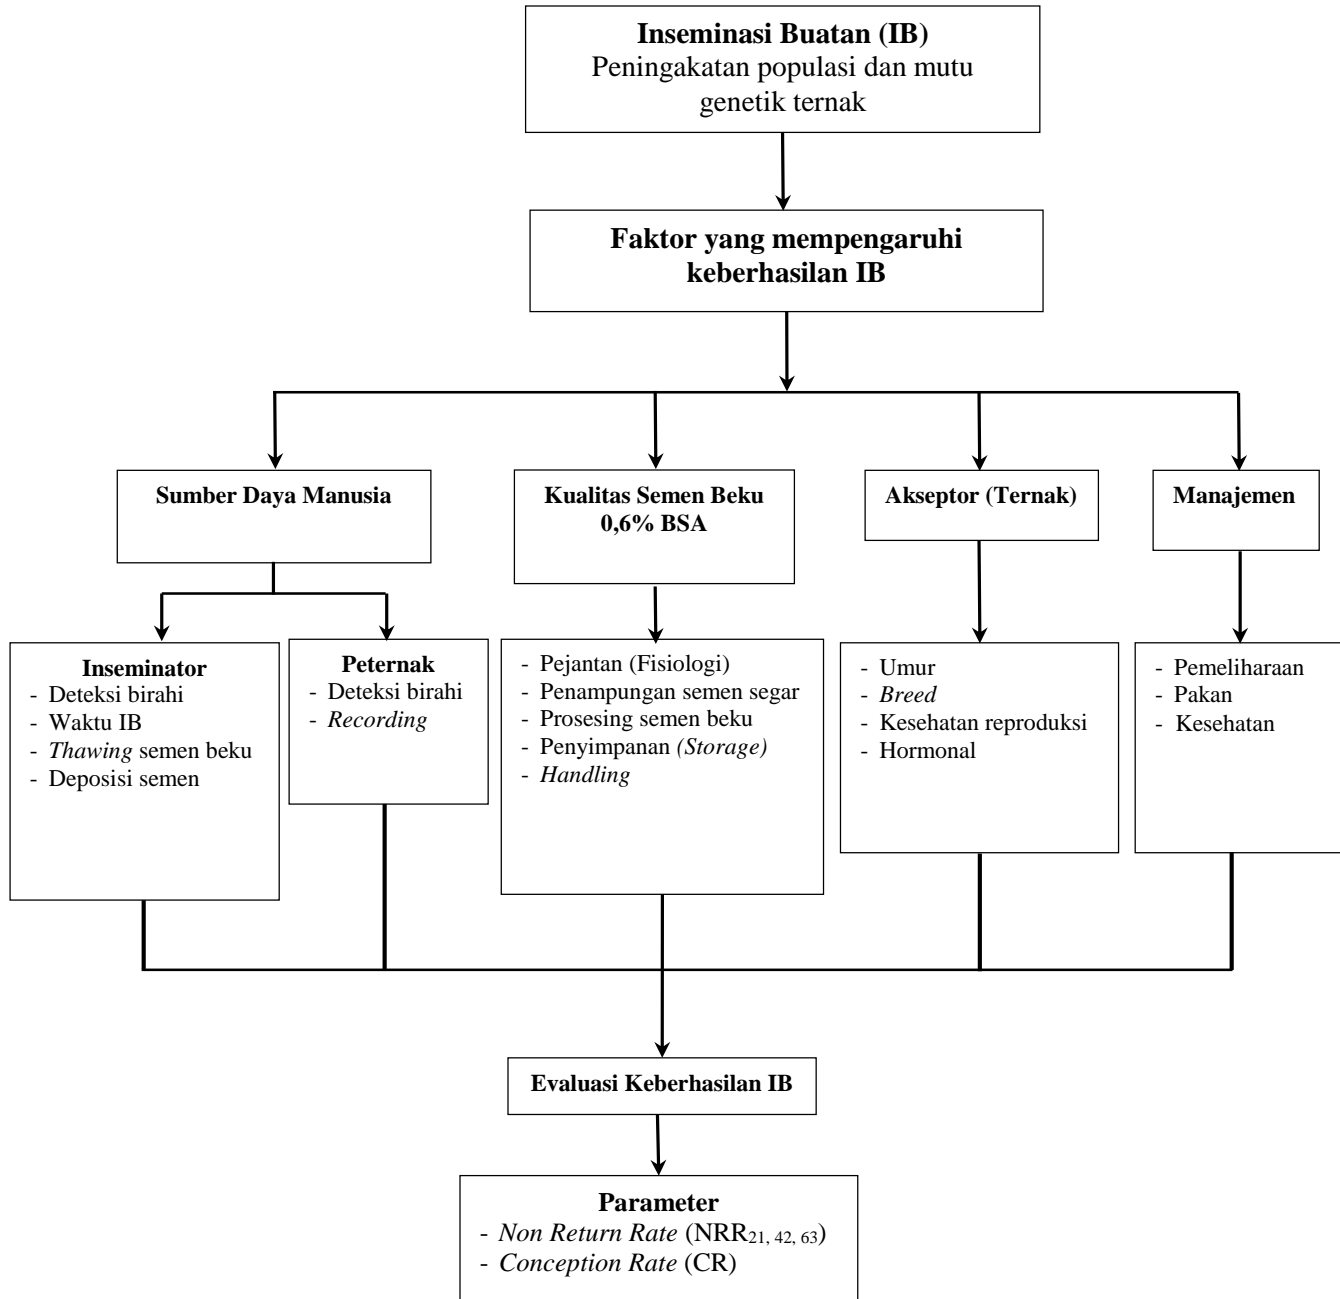 Inseminasi Buatan (IB)
Peningakatan populasi dan mutu
genetik ternak
Faktor yang mempengaruhi
keberhasilan IB
Sumber Daya Manusia
Kualitas Semen Beku
0,6% BSA
Akseptor (Ternak)
Manajemen
Inseminator
- Deteksi birahi
- Waktu IB
- Thawing semen beku
- Deposisi semen
Peternak
- Deteksi birahi
- Recording
- Pejantan (Fisiologi)
- Penampungan semen segar
- Prosesing semen beku
- Penyimpanan (Storage)
- Handling
- Umur
- Breed
- Kesehatan reproduksi
- Hormonal
- Pemeliharaan
- Pakan
- Kesehatan
Evaluasi Keberhasilan IB
Parameter
- Non Return Rate (NRR21, 42, 63)
- Conception Rate (CR)